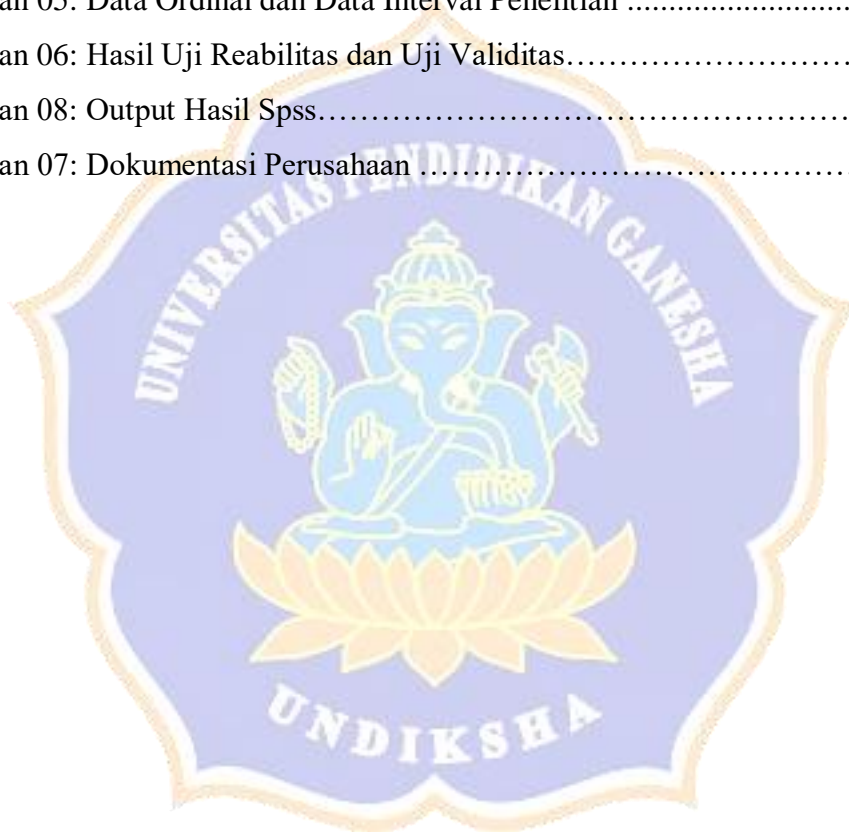 an 05: Data Ordinal dan Data Interval Penelitian ............................
an 06: Hasil Uji Reabilitas dan Uji Validitas………………………
an 08: Output Hasil Spss……………………………………………
an 07: Dokumentasi Perusahaan ……………………………………
UNIVERSITAS PENDIDIKAN GANESHA
UNDIKSHA